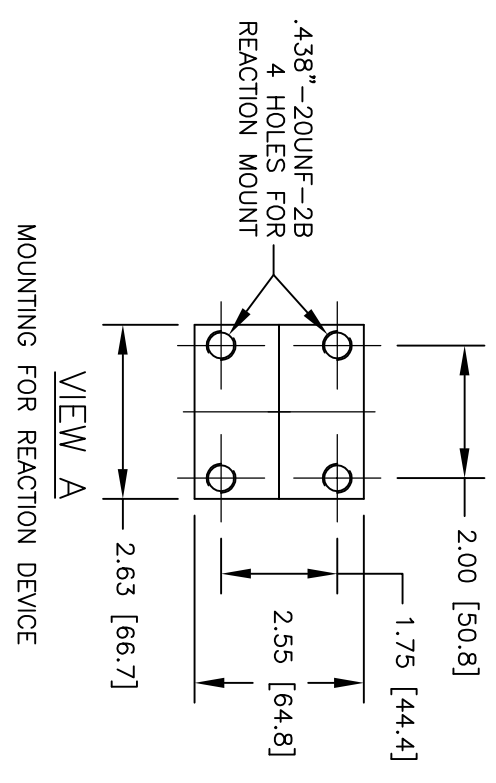 .438"-20UNF-2B
4 HOLES FOR
REACTION MOUNT
2.00 [50.8]
1.75 [44.4]
2.55 [64.8]
2.63 [66.7]
VIEW A
MOUNTING FOR REACTION DEVICE